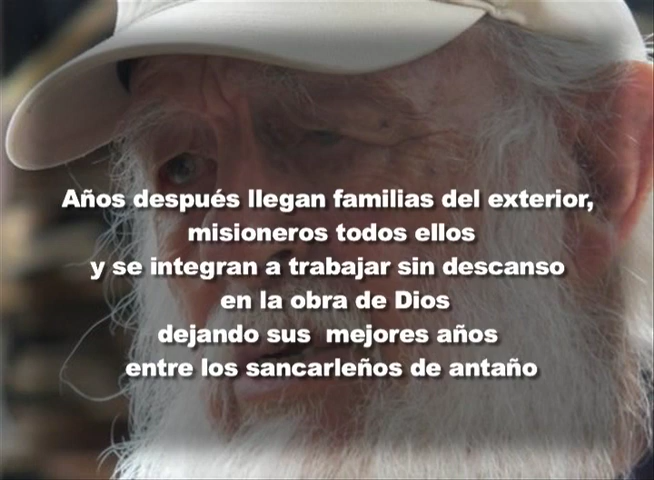 Años después llegan familias del exterior,
misioneros todos ellos
y se integran a trabajar sin descanso
en la obra de Dios
dejando sus mejores años
entre los sancarleños de antaño